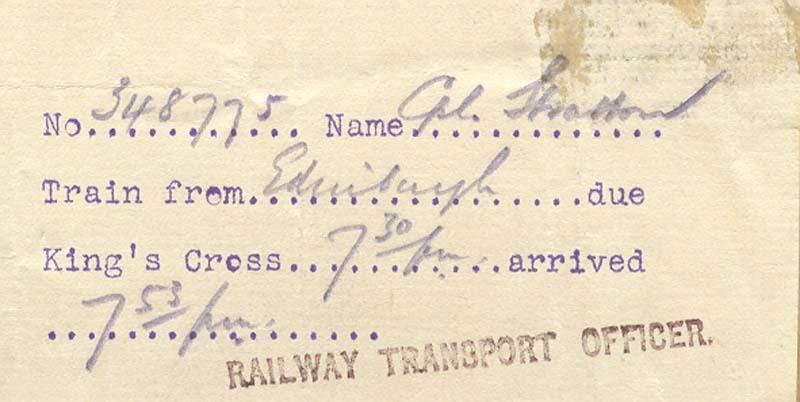 No. 348775 Name Cpl. Stratton
Train from Edinburgh due
King's Cross 7 30 pm. arrived
7 53 pm.
RAILWAY TRANSPORT OFFICER.